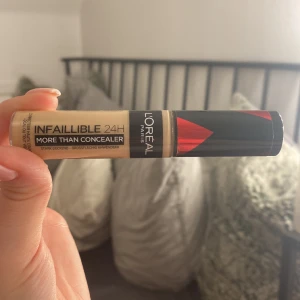 INFAILLIBLE 24H
MORE THAN CONCEALER
L'ORÉAL
PARIS